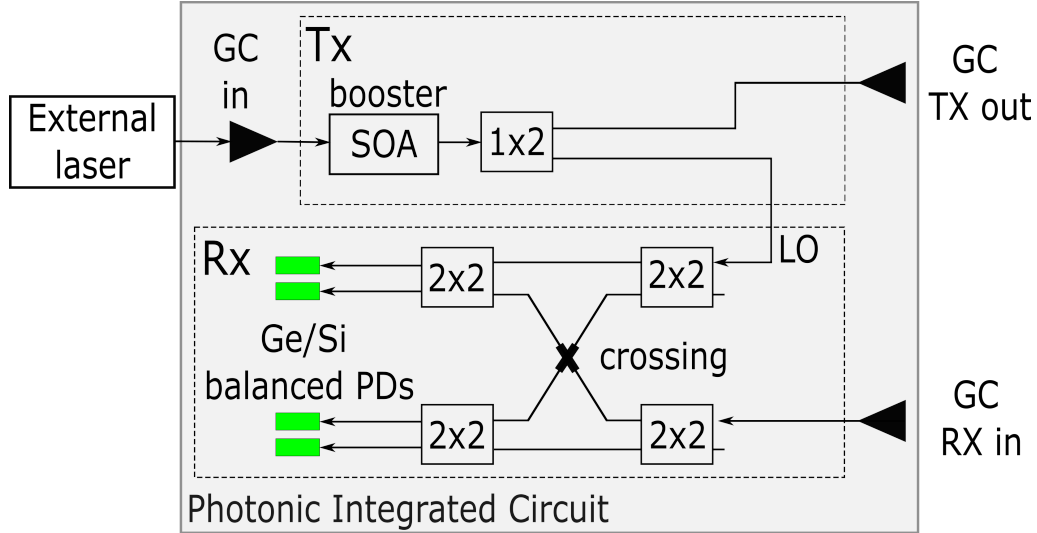 GC
in
Tx
booster
SOA
1x2
External
laser
GC
TX out
LO
Rx
2x2
2x2
Ge/Si
balanced PDs
crossing
2x2
2x2
GC
RX in
Photonic Integrated Circuit